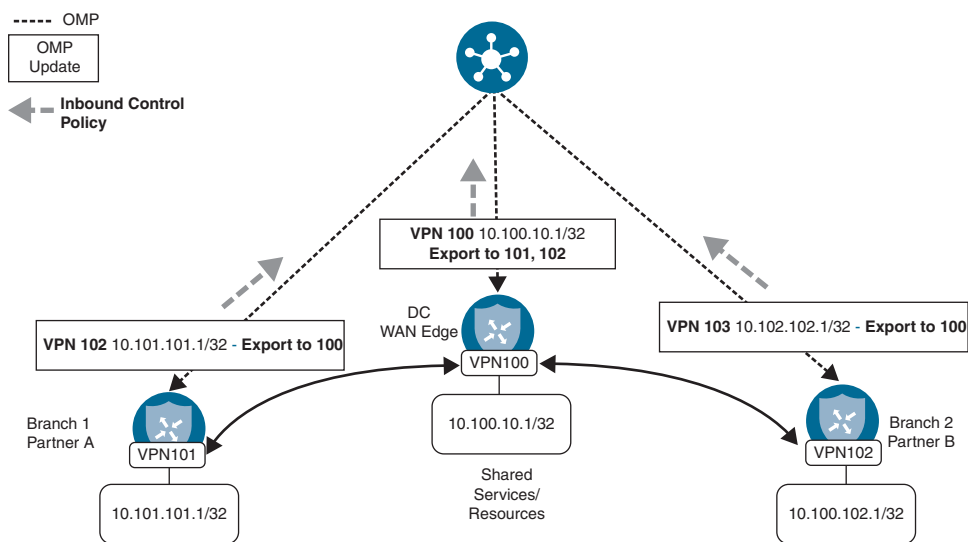 OMP
OMP
Update
Inbound Control
Policy
VPN 100 10.100.10.1/32
Export to 101, 102
DC
WAN Edge
VPN 102 10.101.101.1/32 - Export to 100
VPN 103 10.102.102.1/32 - Export to 100
VPN100
Branch 1
Partner A
VPN101
10.100.10.1/32
Branch 2
Partner B
VPN102
Shared
Services/
Resources
10.101.101.1/32
10.100.102.1/32